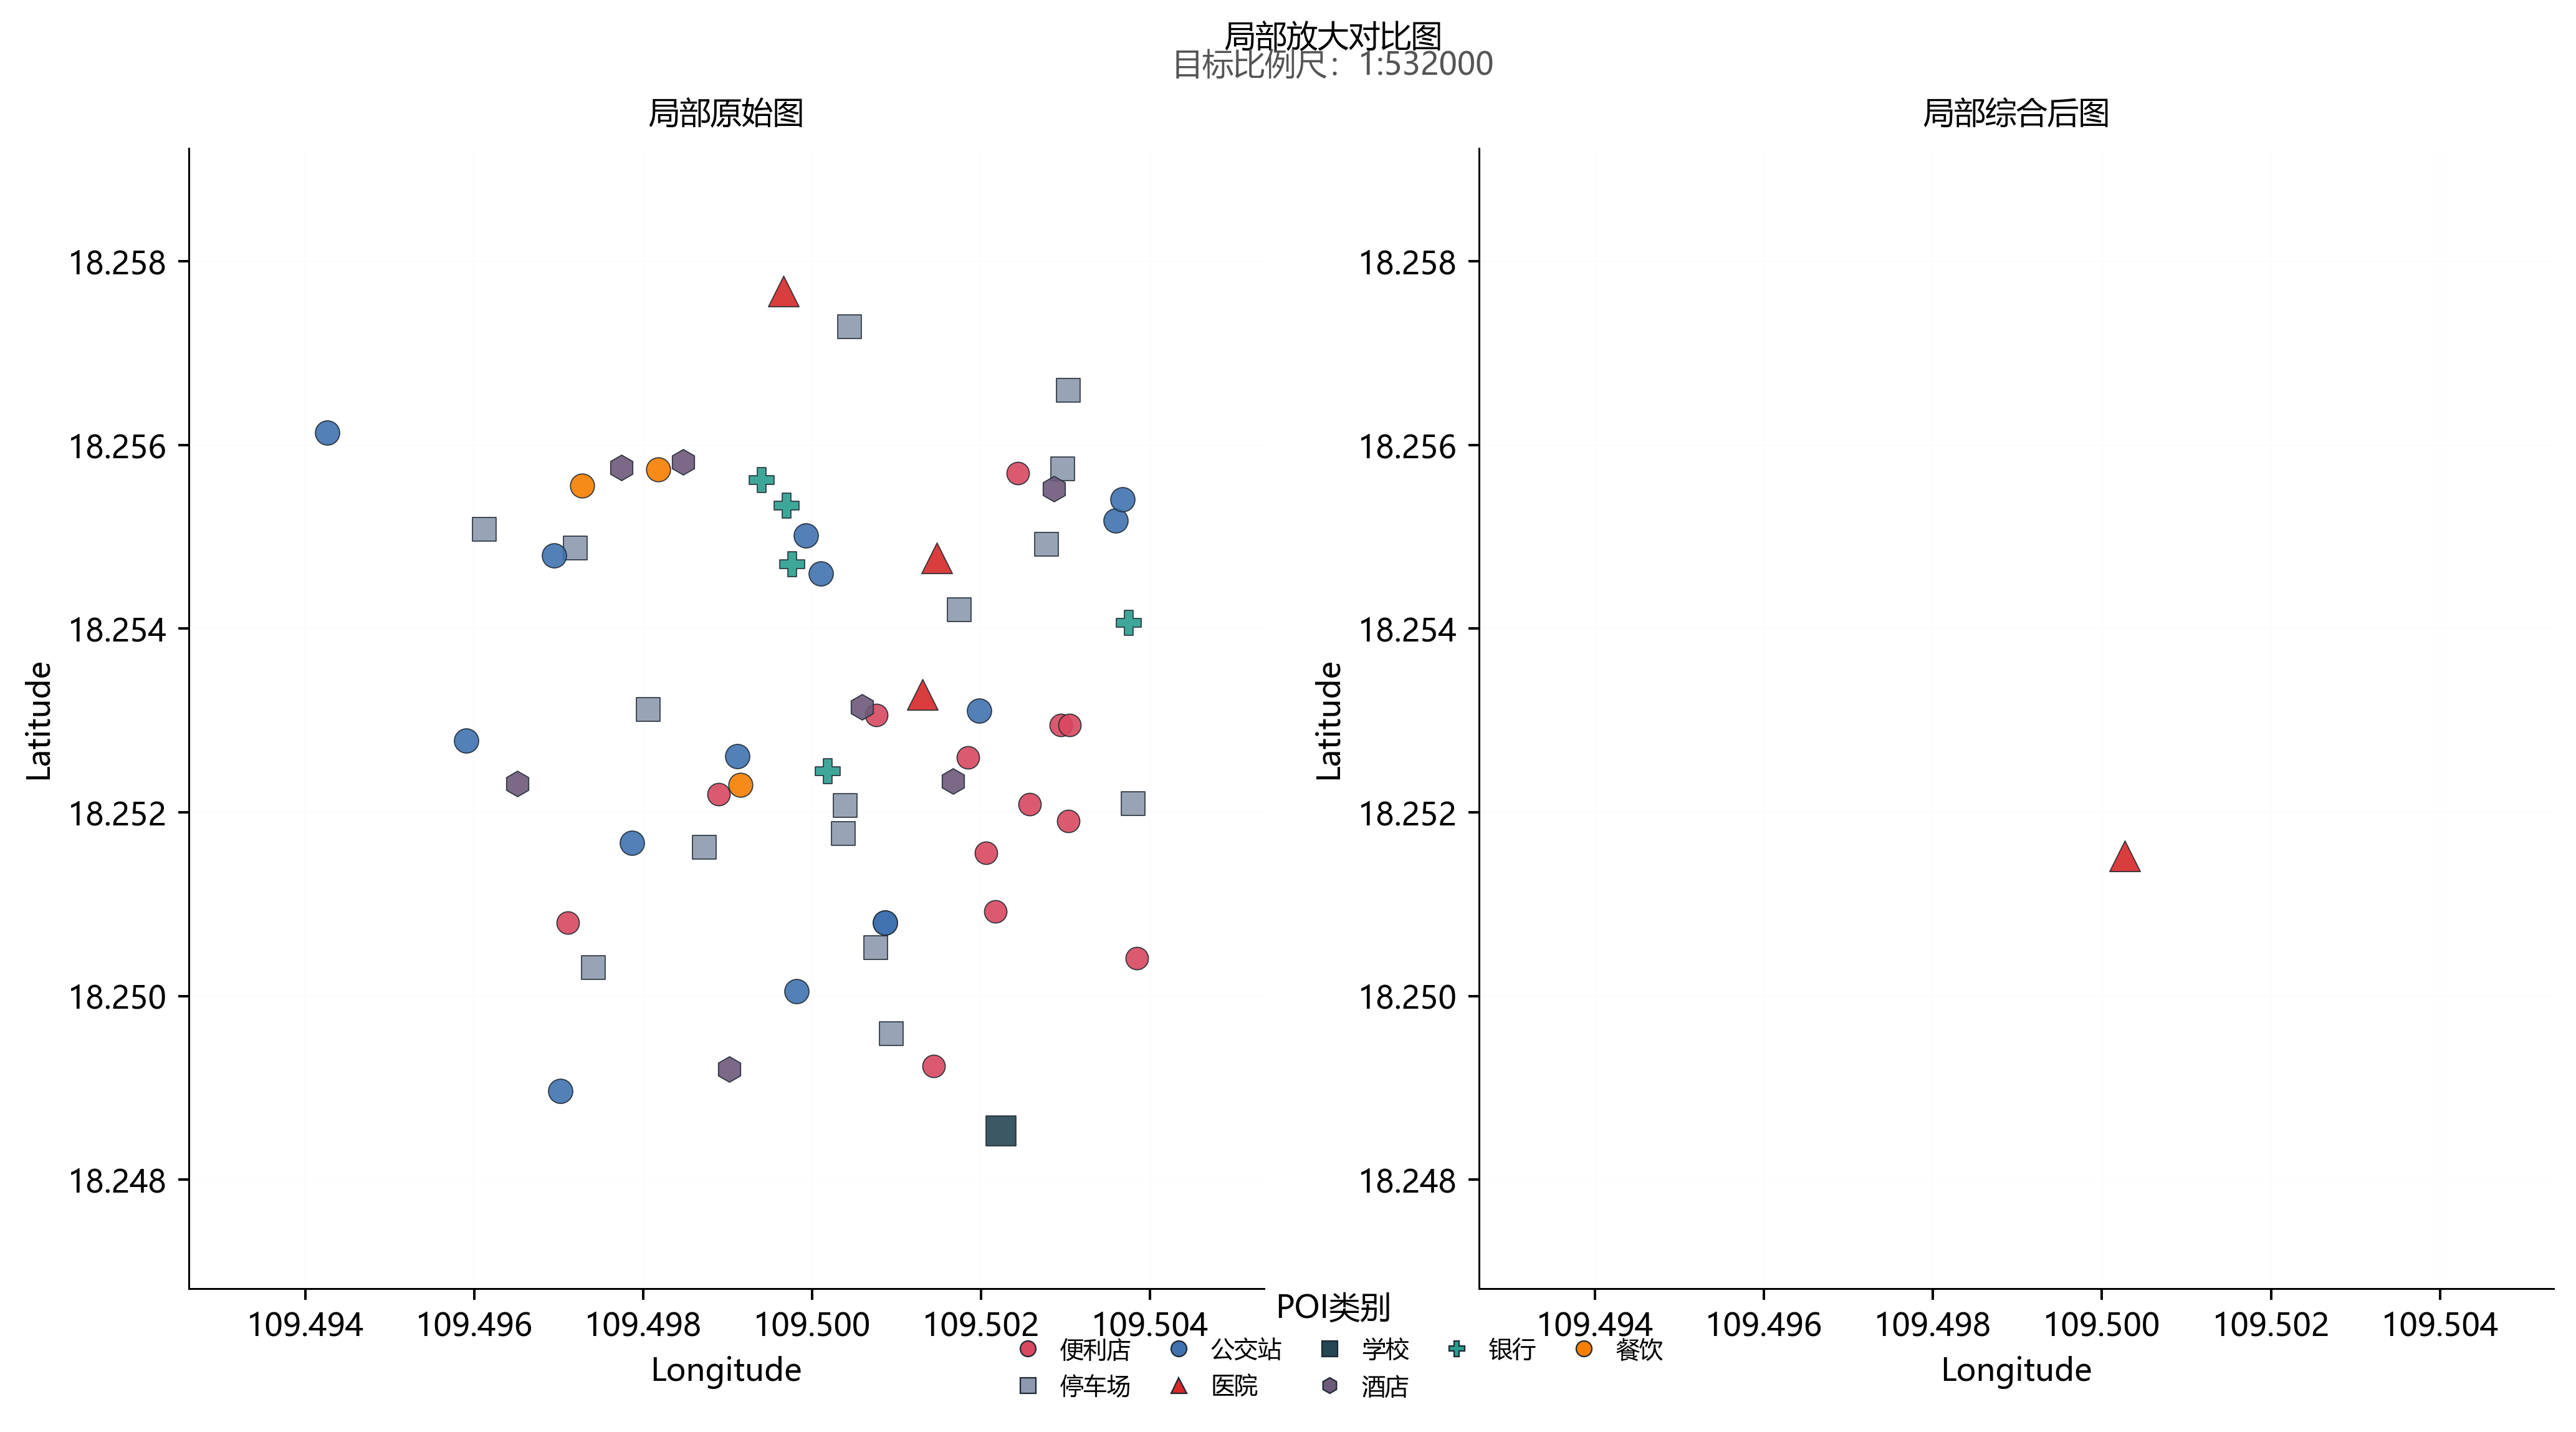 局部放大对比图
目标比例尺：1:532000
局部原始图
18.258
18.256
18.254
18.252
18.250
18.248
Latitude
109.494 109.496 109.498 109.500 109.502 109.504
Longitude
局部综合后图
18.258
18.256
18.254
18.252
18.250
18.248
Latitude
109.494 109.496 109.498 109.500 109.502 109.504
Longitude
POI类别
便利店 公交站 学校 银行 餐饮
停车场 医院 酒店